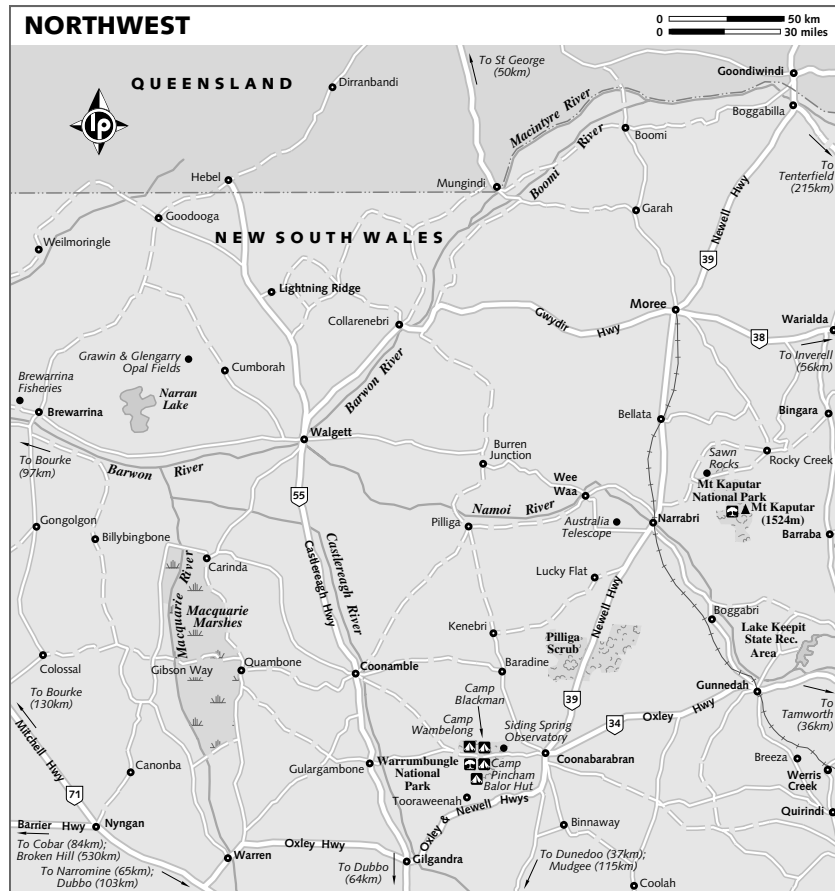 NORTHWEST
0 50 km
0 30 miles
To St George
(50km)
Goondiwindi
QUEENSLAND
Dirranbandi
Macintyre River
Boggabilla
lp
Boomi
River
Boomi
To
Tenterfield
(215km)
Hebel
Mungindi
Newell Hwy
Goodooga
Garah
NEW SOUTH WALES
Weilmoringle
39
Lightning Ridge
Moree
Collarenebri
Gwydir
Hwy
Warialda
38
Grawin & Glengarry
Opal Fields
To Inverell
(56km)
Cumborah
Barwon River
Brewarrina
Fisheries
Narran
Lake
Brewarrina
Bingara
Bellata
Walgett
To Bourke
(97km)
Barwon
River
Burren
Junction
Sawn
Rocks
Rocky Creek
Wee
Waa
Mt Kaputar
National Park
Mt Kaputar
(1524m)
55
Namoi River
Gongolgon
Pilliga
Australia
Telescope
Narrabri
Billybingbone
Barraba
Castlereagh River
Castlereagh Hwy
Macquarie River
Carinda
Lucky Flat
Newell Hwy
Macquarie
Marshes
Boggabri
Kenebri
Pilliga
Scrub
Lake Keepit
State Rec.
Area
Colossal
Gibson Way
Quambone
Coonamble
Baradine
Gunnedah
To Bourke
(130km)
Camp
Blackman
39
34
Oxley
Hwy
To
Tamworth
(36km)
Camp
Wambelong
Siding Spring
Observatory
Mitchell Hwy
Canonba
Gulargambone
Warrumbungle
National
Park
Camp
Pincham
Balor Hut
Coonabarabran
Breeza
Werris
Creek
71
Tooraweenah
Oxley & Newell Hwys
Quirindi
Barrier Hwy
Nyngan
Binnaway
To Cobar (84km);
Broken Hill (530km)
Oxley Hwy
Warren
Gilgandra
To Dubbo
(64km)
To Dunedoo (37km);
Mudgee (115km)
To Narromine (65km);
Dubbo (103km)
Coolah